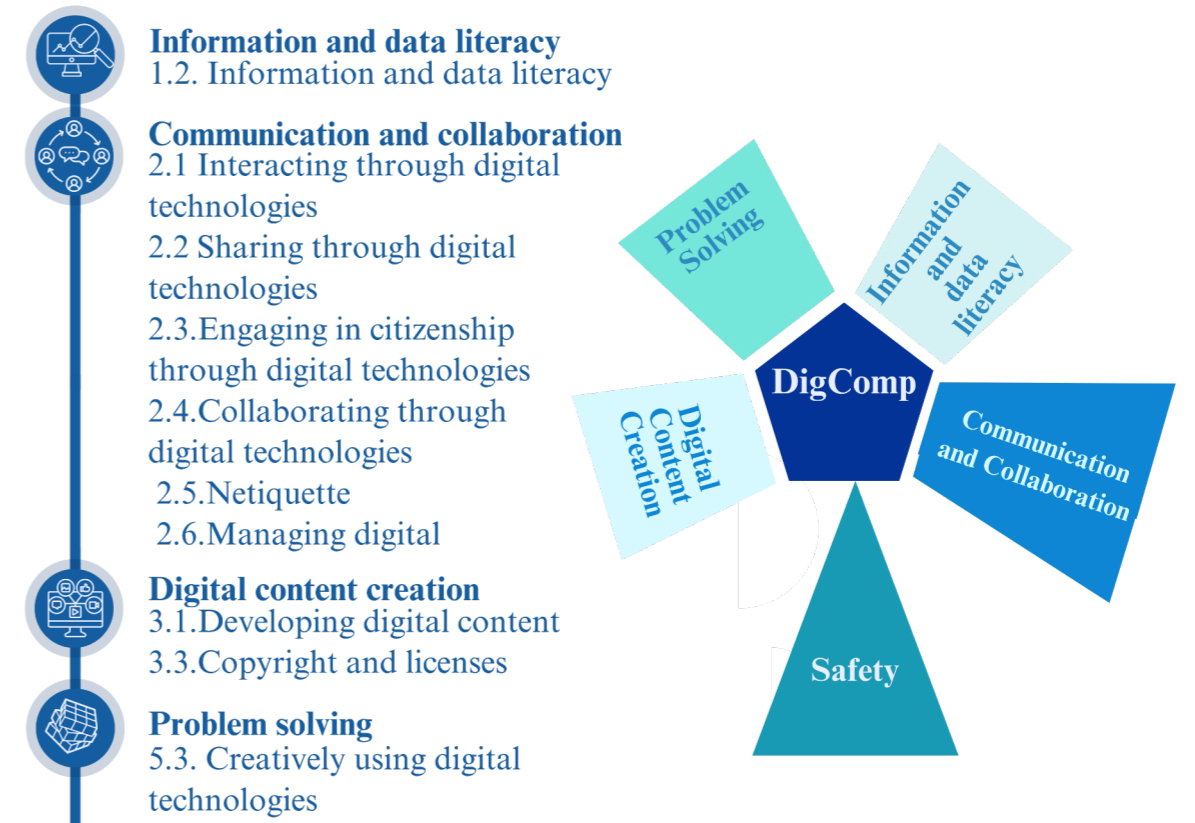 Information and data literacy
1.2. Information and data literacy
Communication and collaboration
2.1 Interacting through digital
technologies
2.2 Sharing through digital
technologies
2.3.Engaging in citizenship
through digital technologies
2.4.Collaborating through
digital technologies
2.5.Netiquette
2.6.Managing digital
Digital content creation
3.1.Developing digital content
3.3.Copyright and licenses
Problem solving
5.3. Creatively using digital
technologies
Problem
Solving
Information
and
data
literacy
DigComp
Digital
Content
Creation
Communication
and Collaboration
Safety